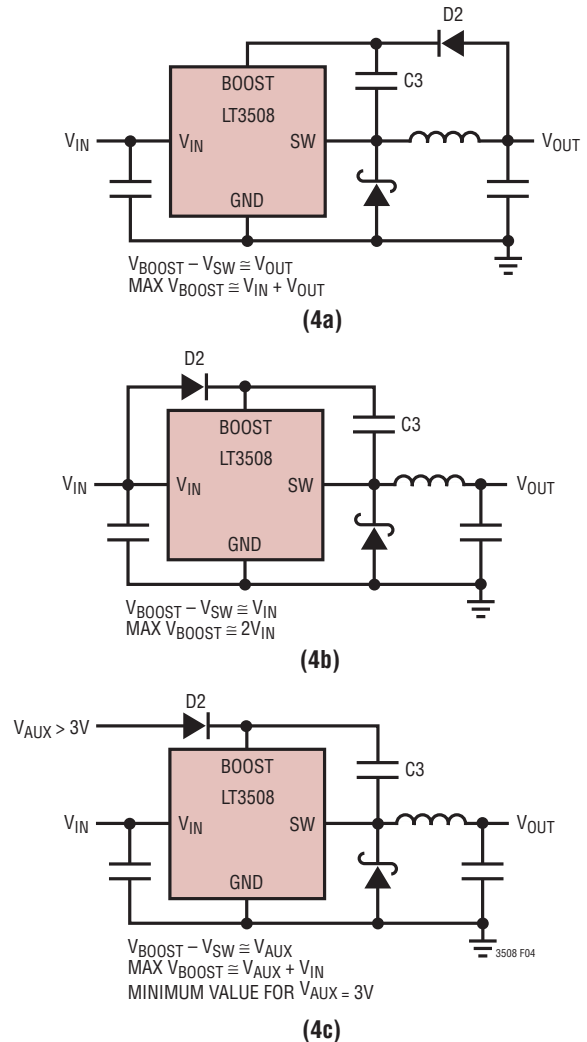 D2
C3
BOOST
LT3508
V_IN
V_IN
SW
V_OUT
GND
V_BOOST – V_SW ≅ V_OUT
MAX V_BOOST ≅ V_IN + V_OUT
(4a)
D2
C3
BOOST
LT3508
V_IN
V_IN
SW
V_OUT
GND
V_BOOST – V_SW ≅ V_IN
MAX V_BOOST ≅ 2V_IN
(4b)
D2
V_AUX > 3V
C3
BOOST
LT3508
V_IN
V_IN
SW
V_OUT
GND
3508 F04
V_BOOST – V_SW ≅ V_AUX
MAX V_BOOST ≅ V_AUX + V_IN
MINIMUM VALUE FOR V_AUX = 3V
(4c)